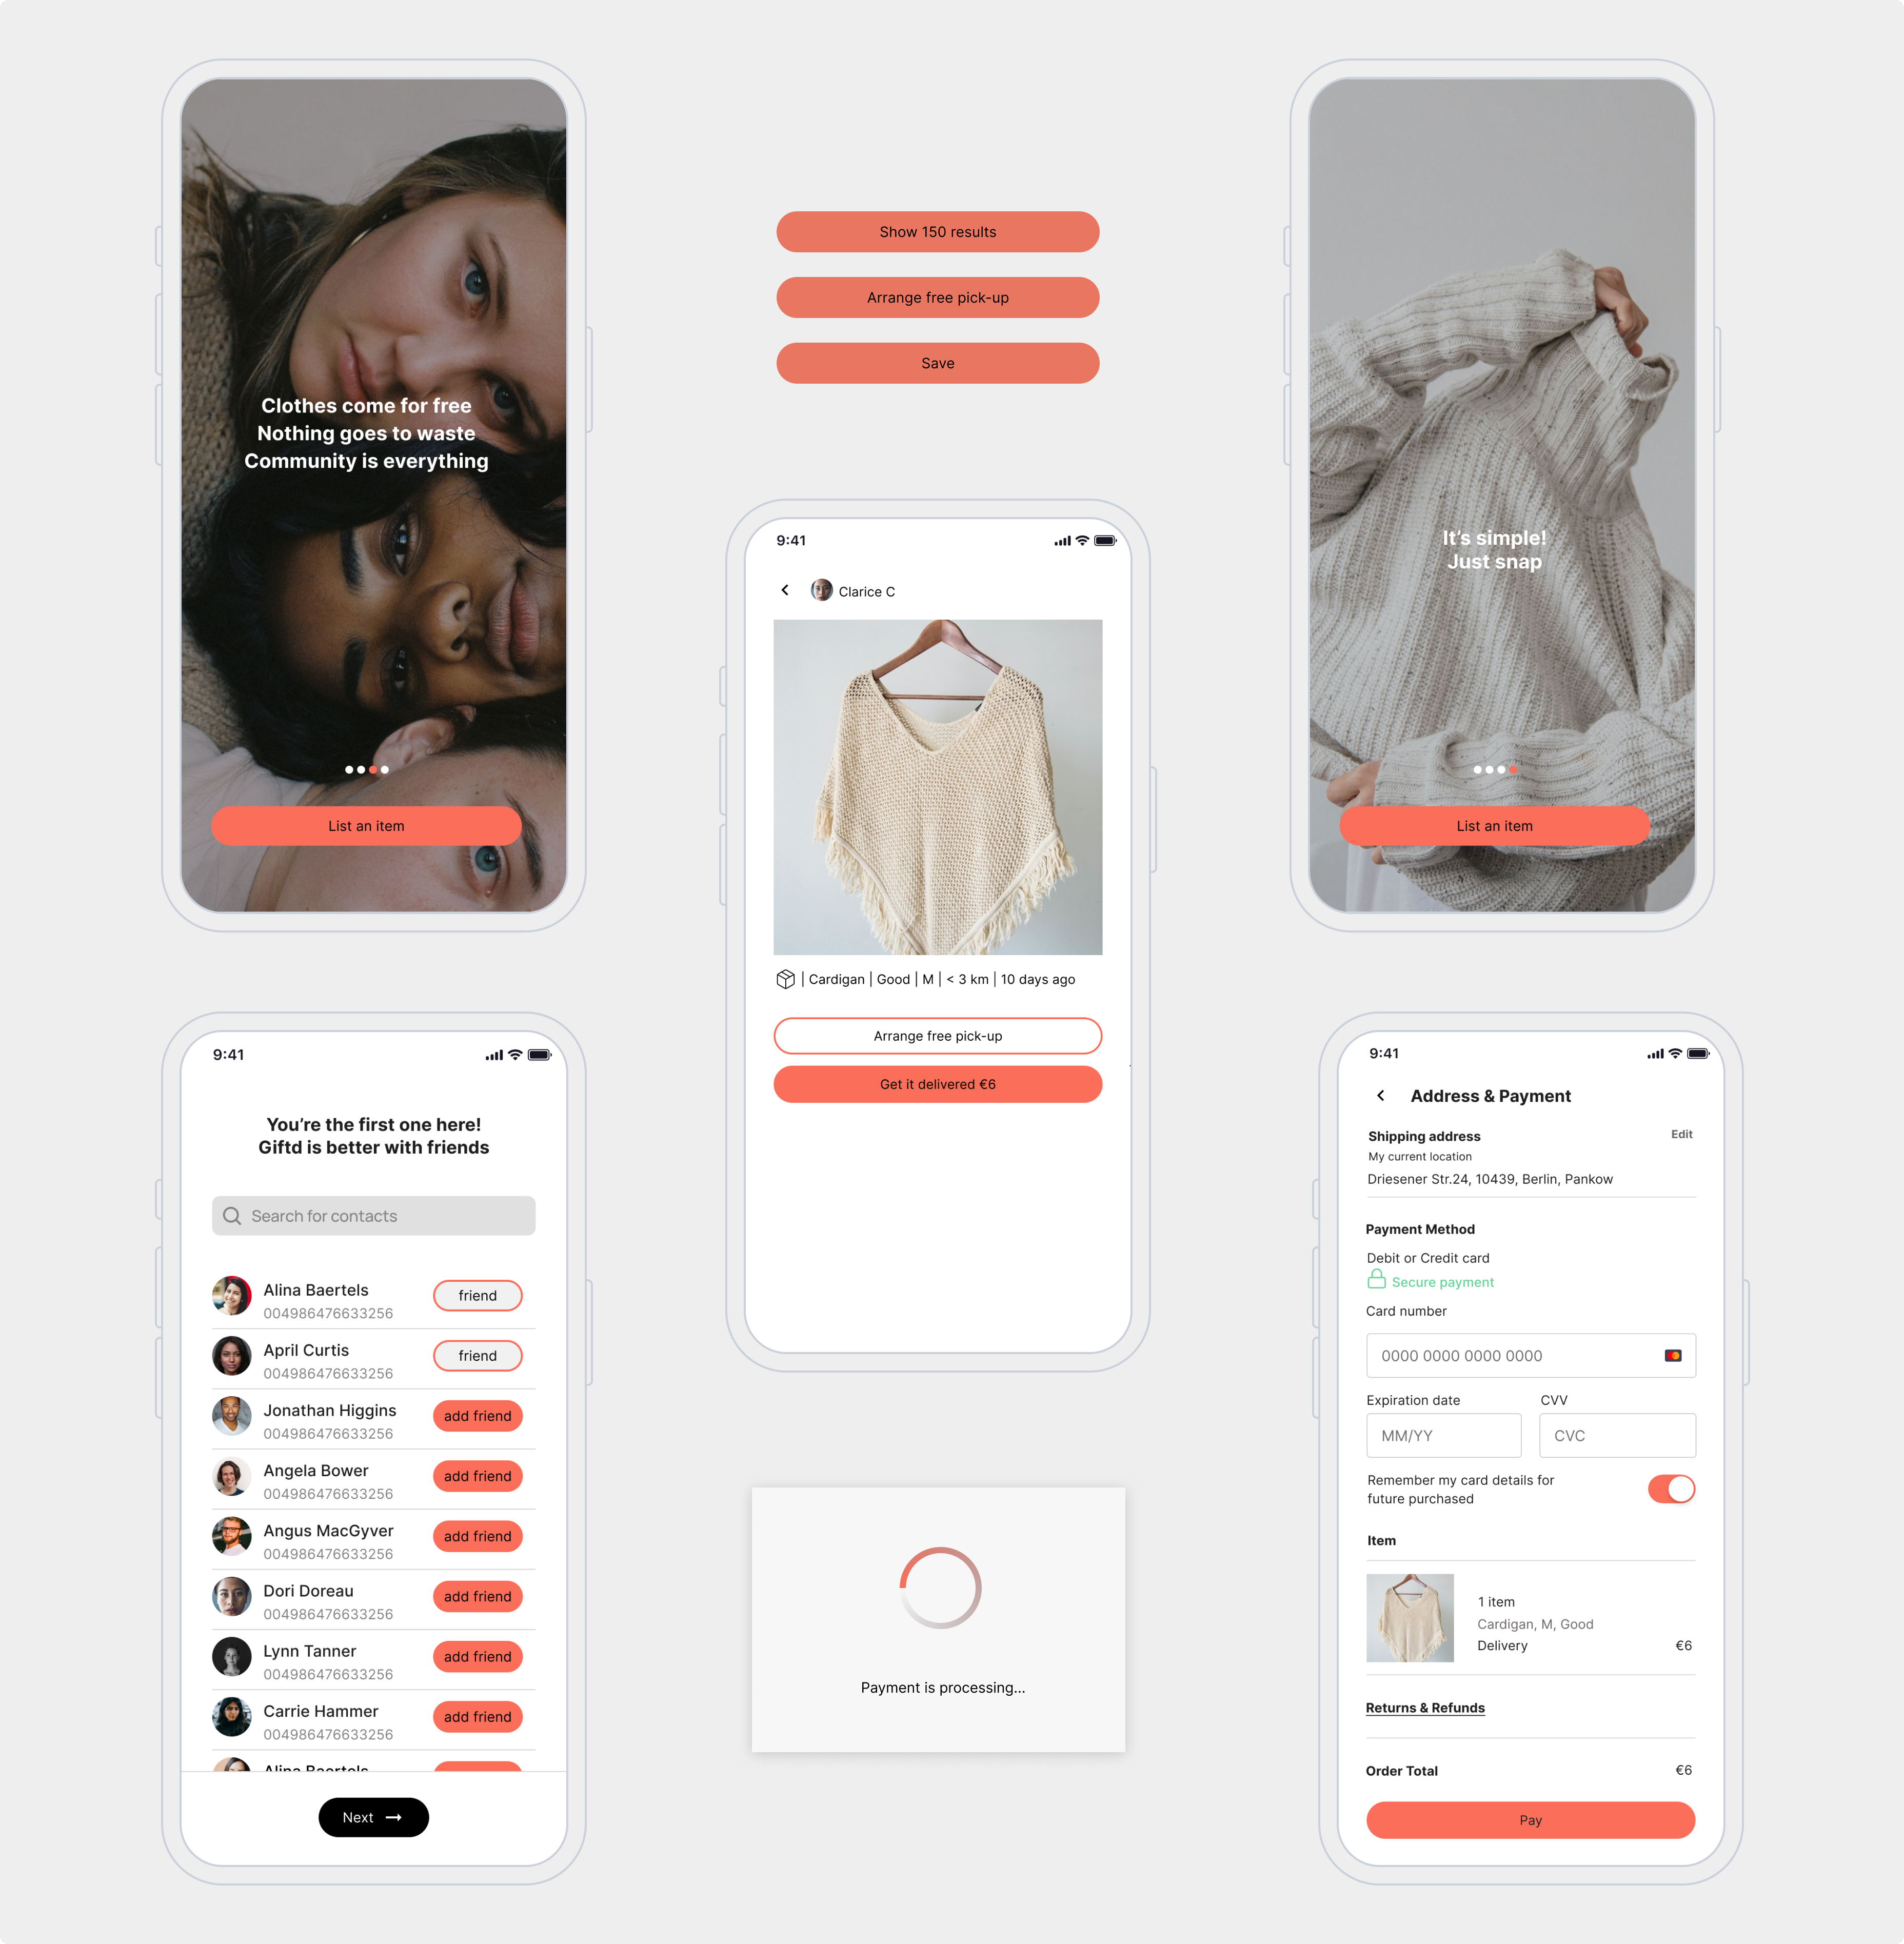 Clothes come for free
Nothing goes to waste
Community is everything
List an item
Show 150 results
Arrange free pick-up
Save
It's simple!
Just snap
List an item
9:41
Clarice C
| Cardigan | Good | M | < 3 km | 10 days ago
Arrange free pick-up
Get it delivered €6
9:41
You're the first one here!
Giftd is better with friends
Search for contacts
Alina Baertels
004986476633256
friend
April Curtis
004986476633256
friend
Jonathan Higgins
004986476633256
add friend
Angela Bower
004986476633256
add friend
Angus MacGyver
004986476633256
add friend
Dori Doreau
004986476633256
add friend
Lynn Tanner
004986476633256
add friend
Carrie Hammer
004986476633256
add friend
Alina Baertels
Next
Payment is processing...
9:41
Address & Payment
Shipping address
Edit
My current location
Driesener Str.24, 10439, Berlin, Pankow
Payment Method
Debit or Credit card
Secure payment
Card number
0000 0000 0000 0000
Expiration date
CVV
MM/YY
CVC
Remember my card details for
future purchased
Item
1 item
Cardigan, M, Good
Delivery €6
Returns & Refunds
Order Total €6
Pay